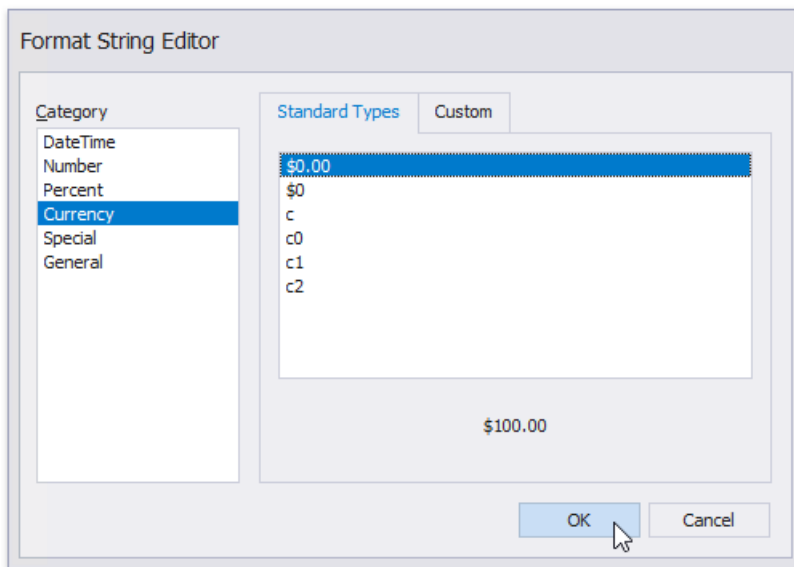 Format String Editor
Category
DateTime
Number
Percent
Currency
Special
General
Standard Types
Custom
$0.00
$0
c
c0
c1
c2
$100.00
OK
Cancel